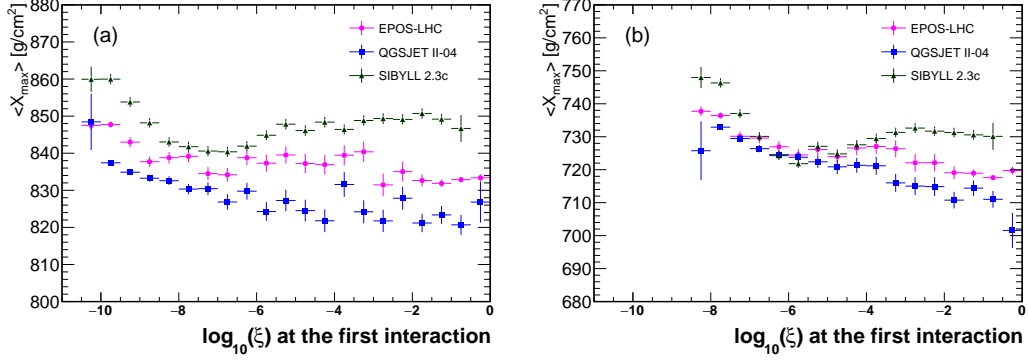 <X_max> [g/cm²]
880
870
860
850
840
830
820
810
800
(a)
EPOS-LHC
QGSJET II-04
SIBYLL 2.3c
−10 −8 −6 −4 −2 0
log₁₀(ξ) at the first interaction
<X_max> [g/cm²]
760
750
740
730
720
710
700
690
680
670
(b)
EPOS-LHC
QGSJET II-04
SIBYLL 2.3c
−10 −8 −6 −4 −2 0
log₁₀(ξ) at the first interaction